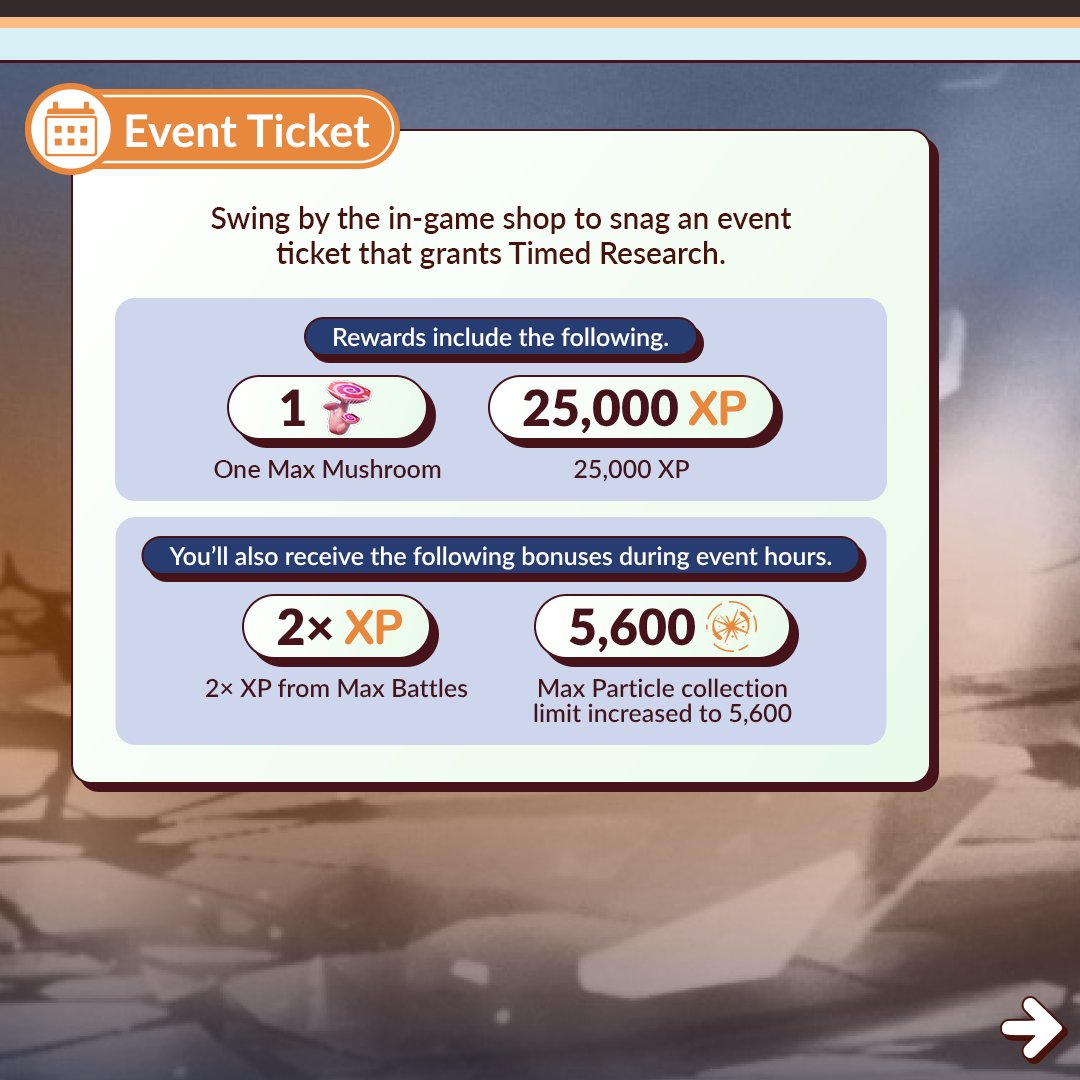 Event Ticket
Swing by the in-game shop to snag an event
ticket that grants Timed Research.
Rewards include the following.
1
25,000 XP
One Max Mushroom
25,000 XP
You'll also receive the following bonuses during event hours.
2× XP
5,600
2× XP from Max Battles
Max Particle collection
limit increased to 5,600